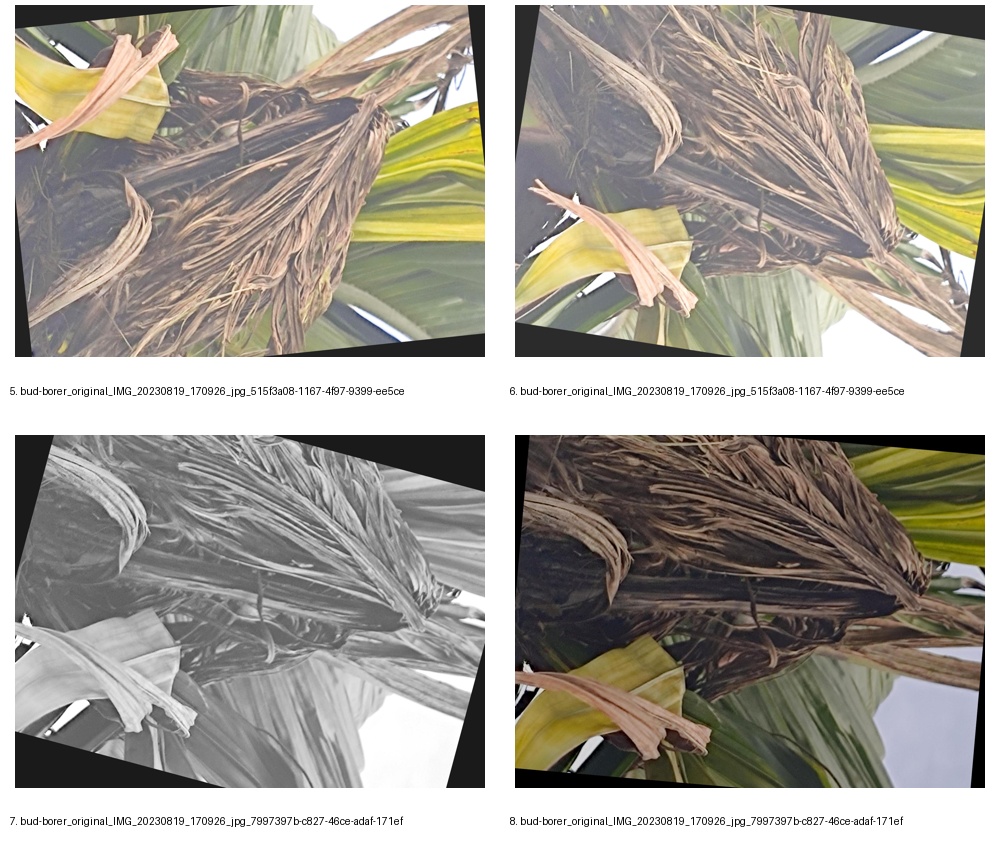 5. bud-borer_original_IMG_20230819_170926_jpg_515f3a08-1167-4f97-9399-ee5ce
6. bud-borer_original_IMG_20230819_170926_jpg_515f3a08-1167-4f97-9399-ee5ce
7. bud-borer_original_IMG_20230819_170926_jpg_7997397b-c827-46ce-adaf-171ef
8. bud-borer_original_IMG_20230819_170926_jpg_7997397b-c827-46ce-adaf-171ef